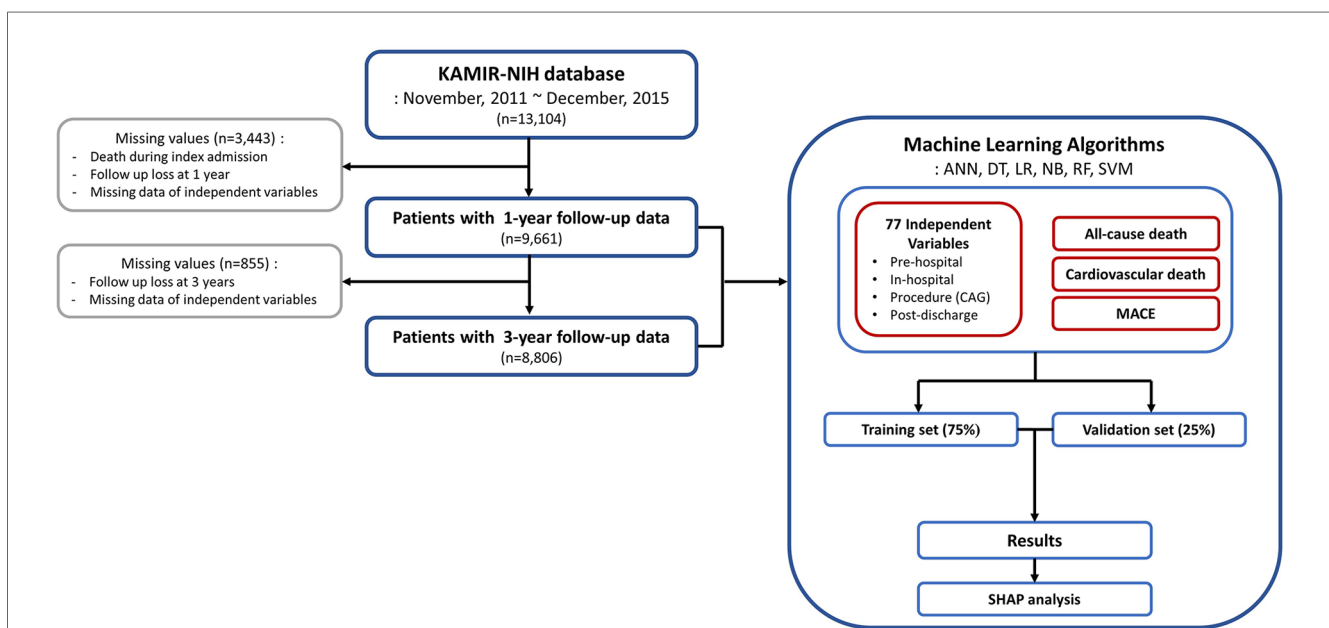 KAMIR-NIH database
: November, 2011 ~ December, 2015
(n=13,104)
Missing values (n=3,443) :
- Death during index admission
- Follow up loss at 1 year
- Missing data of independent variables
Patients with 1-year follow-up data
(n=9,661)
Missing values (n=855) :
- Follow up loss at 3 years
- Missing data of independent variables
Patients with 3-year follow-up data
(n=8,806)
Machine Learning Algorithms
: ANN, DT, LR, NB, RF, SVM
77 Independent
Variables
• Pre-hospital
• In-hospital
• Procedure (CAG)
• Post-discharge
All-cause death
Cardiovascular death
MACE
Training set (75%)
Validation set (25%)
Results
SHAP analysis